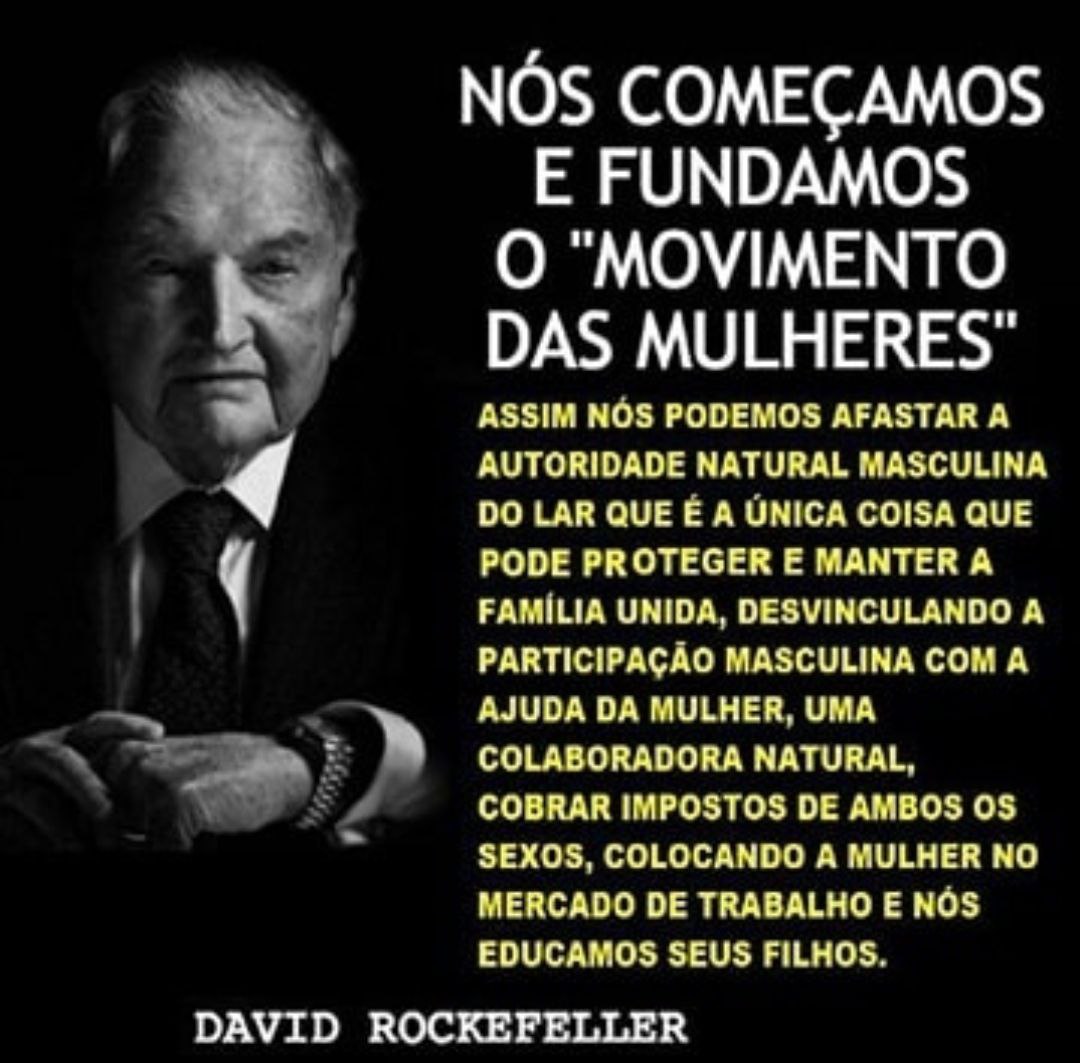 NÓS COMEÇAMOS
E FUNDAMOS
O "MOVIMENTO
DAS MULHERES"
ASSIM NÓS PODEMOS AFASTAR A
AUTORIDADE NATURAL MASCULINA
DO LAR QUE É A ÚNICA COISA QUE
PODE PROTEGER E MANTER A
FAMÍLIA UNIDA, DESVINCULANDO A
PARTICIPAÇÃO MASCULINA COM A
AJUDA DA MULHER, UMA
COLABORADORA NATURAL,
COBRAR IMPOSTOS DE AMBOS OS
SEXOS, COLOCANDO A MULHER NO
MERCADO DE TRABALHO E NÓS
EDUCAMOS SEUS FILHOS.
DAVID ROCKEFELLER